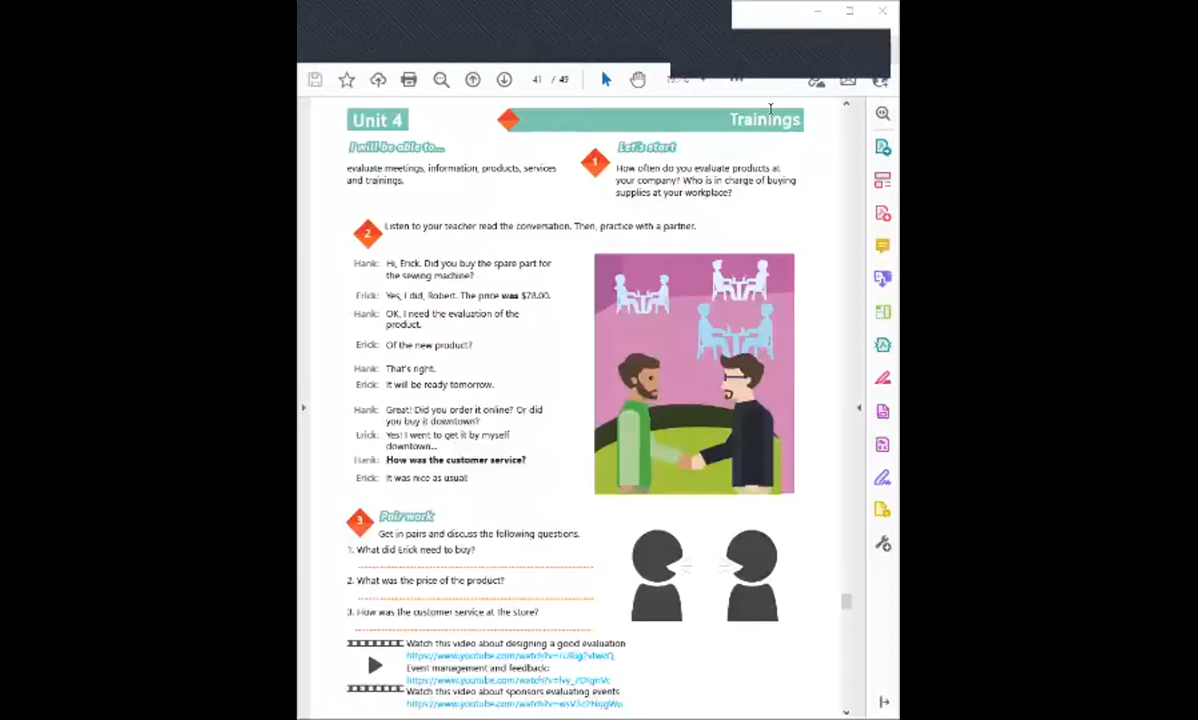 41 / 49
Unit 4
Trainings
I will be able to...
evaluate meetings, information, products, services
and trainings.
1
Let's start
How often do you evaluate products at
your company? Who is in charge of buying
supplies at your workplace?
2
Listen to your teacher read the conversation. Then, practice with a partner.
Hank: Hi, Erick. Did you buy the spare part for
the sewing machine?
Erick: Yes, I did, Robert. The price was $78.00.
Hank: OK, I need the evaluation of the
product.
Erick: Of the new product?
Hank: That's right.
Erick: It will be ready tomorrow.
Hank: Great! Did you order it online? Or did
you buy it downtown?
Erick: Yes! I went to get it by myself
downtown...
Hank: How was the customer service?
Erick: It was nice as usual!
3
Pair work
Get in pairs and discuss the following questions.
1. What did Erick need to buy?
2. What was the price of the product?
3. How was the customer service at the store?
Watch this video about designing a good evaluation
Event management and feedback:
Watch this video about sponsors evaluating events